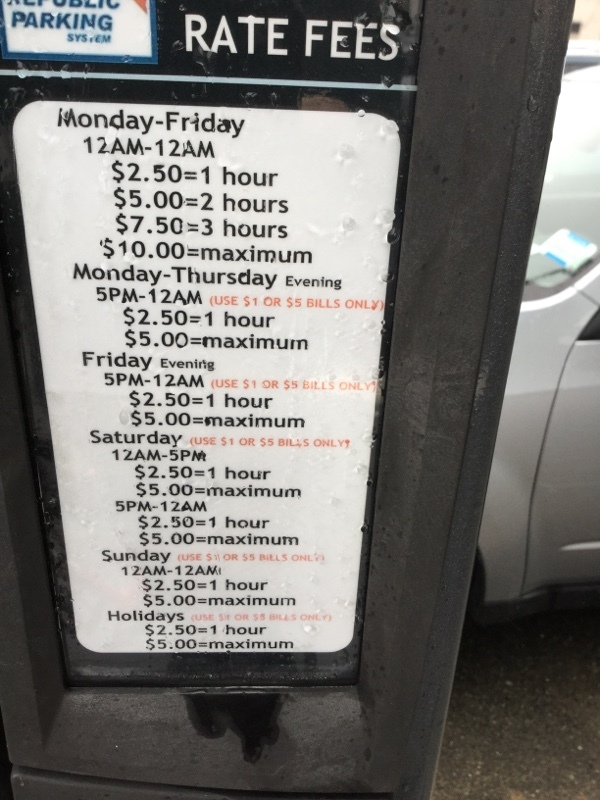 REPUBLIC
PARKING
SYSTEM
RATE FEES
Monday-Friday
12AM-12AM
$2.50=1 hour
$5.00=2 hours
$7.50=3 hours
$10.00=maximum
Monday-Thursday Evening
5PM-12AM (USE $1 OR $5 BILLS ONLY)
$2.50=1 hour
$5.00=maximum
Friday Evening
5PM-12AM (USE $1 OR $5 BILLS ONLY)
$2.50=1 hour
$5.00=maximum
Saturday (USE $1 OR $5 BILLS ONLY)
12AM-5PM
$2.50=1 hour
$5.00=maximum
5PM-12AM
$2.50=1 hour
$5.00=maximum
Sunday (USE $1 OR $5 BILLS ONLY)
12AM-12AM
$2.50=1 hour
$5.00=maximum
Holidays (USE $1 OR $5 BILLS ONLY)
$2.50=1 hour
$5.00=maximum